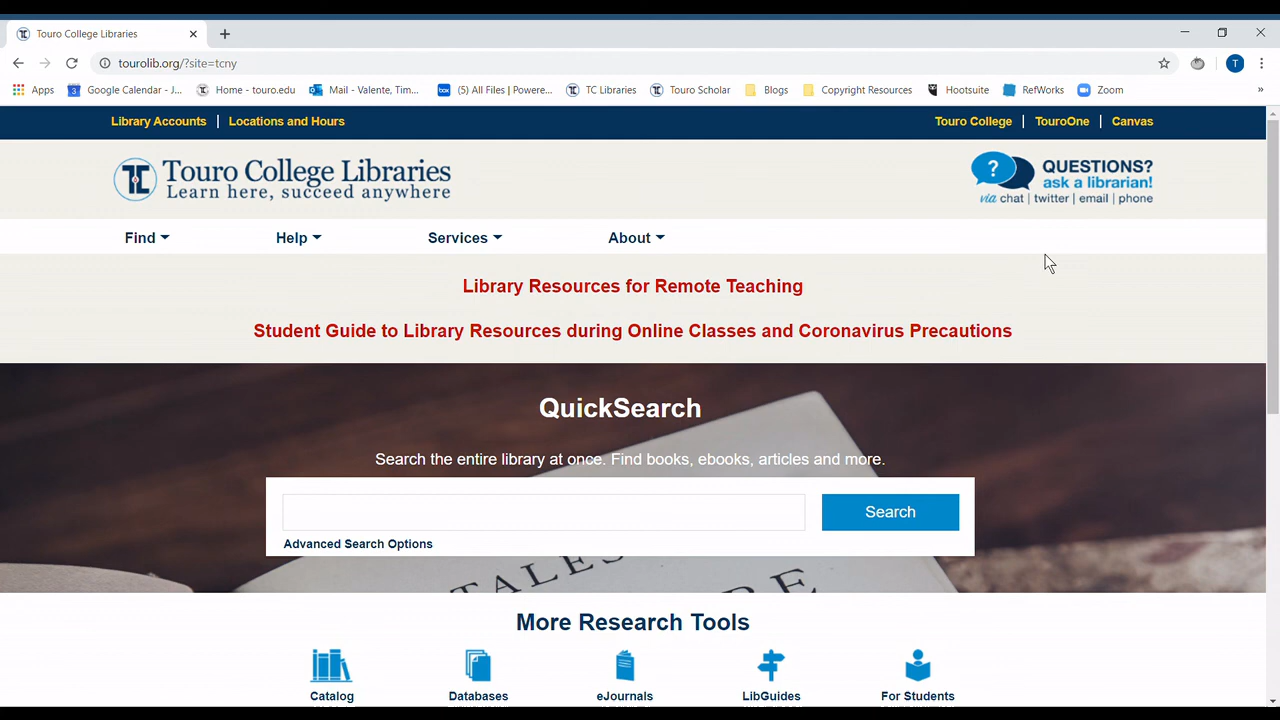 Touro College Libraries
tourolib.org/?site=tcny
T
Apps
3 Google Calendar - J...
Home - touro.edu
Mail - Valente, Tim...
box (5) All Files | Powere...
TC Libraries
Touro Scholar
Blogs
Copyright Resources
Hootsuite
RefWorks
Zoom
»
Library Accounts | Locations and Hours
Touro College | TouroOne | Canvas
TC Touro College Libraries
Learn here, succeed anywhere
? QUESTIONS?
ask a librarian!
via chat | twitter | email | phone
Find
Help
Services
About
Library Resources for Remote Teaching
Student Guide to Library Resources during Online Classes and Coronavirus Precautions
QuickSearch
Search the entire library at once. Find books, ebooks, articles and more.
Search
Advanced Search Options
TALES
More Research Tools
Catalog
Databases
eJournals
LibGuides
For Students